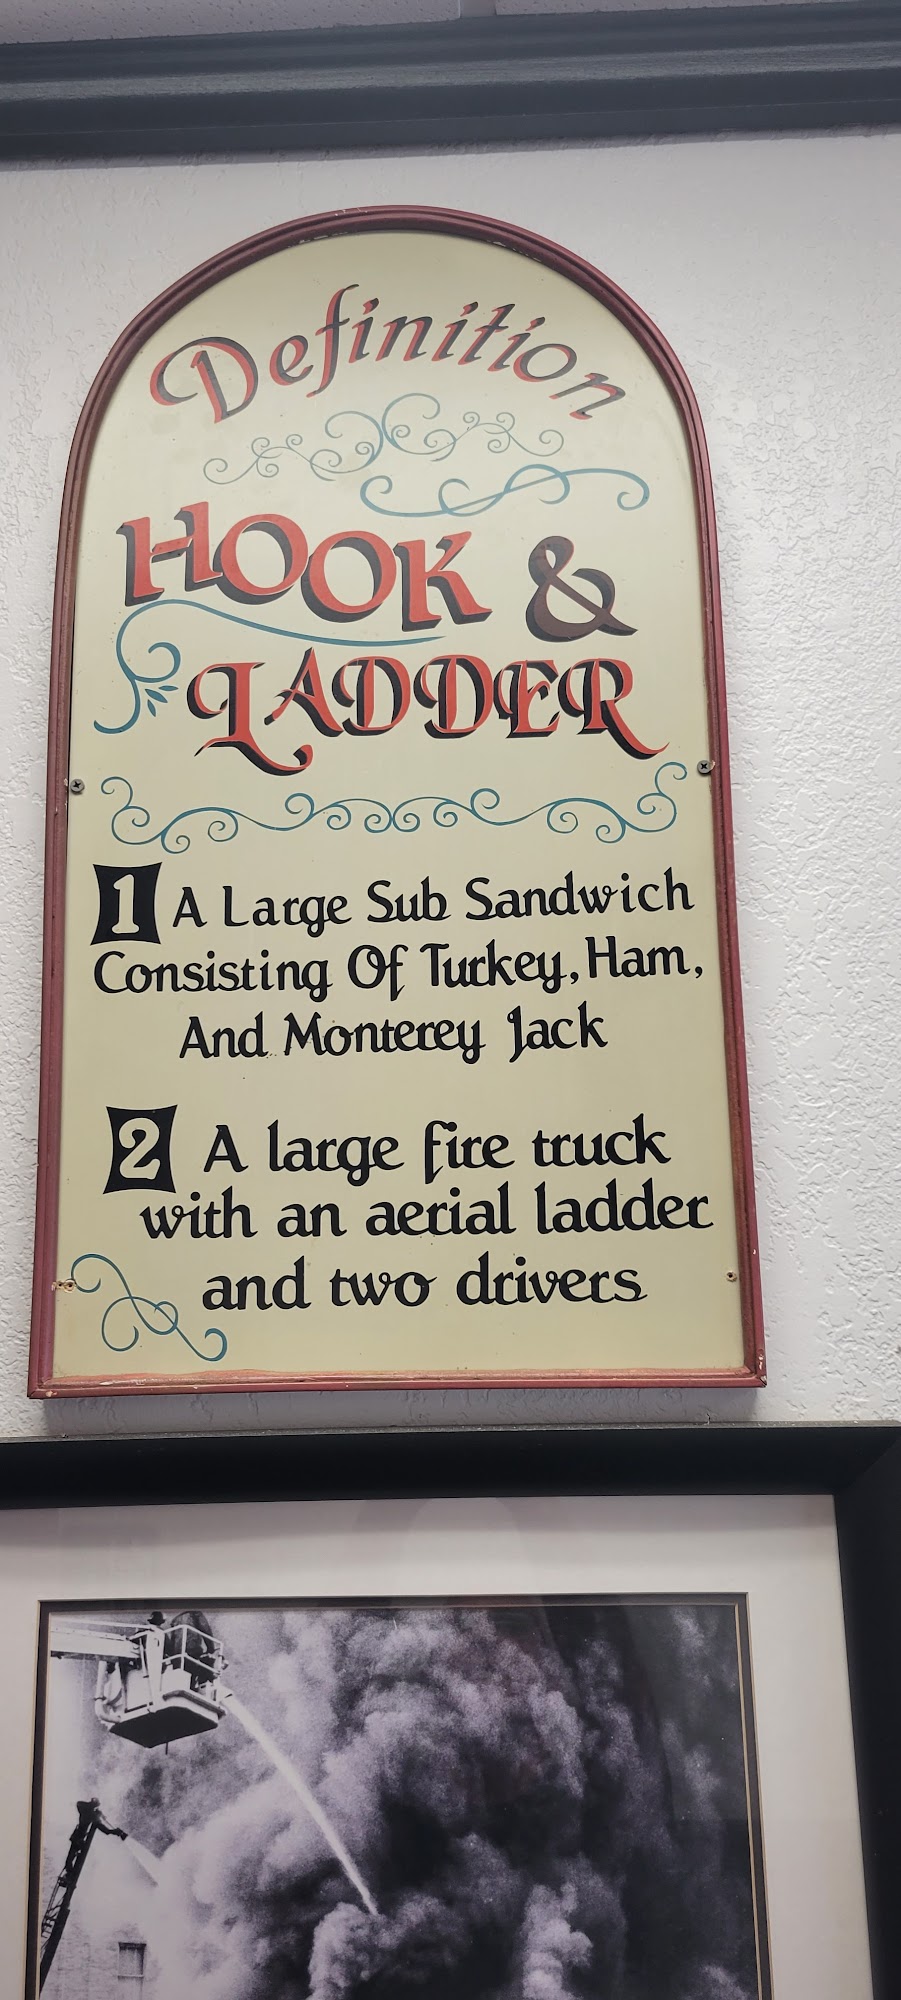 Definition
HOOK &
LADDER
1 A Large Sub Sandwich
Consisting Of Turkey, Ham,
And Monterey Jack
2 A large fire truck
with an aerial ladder
and two drivers